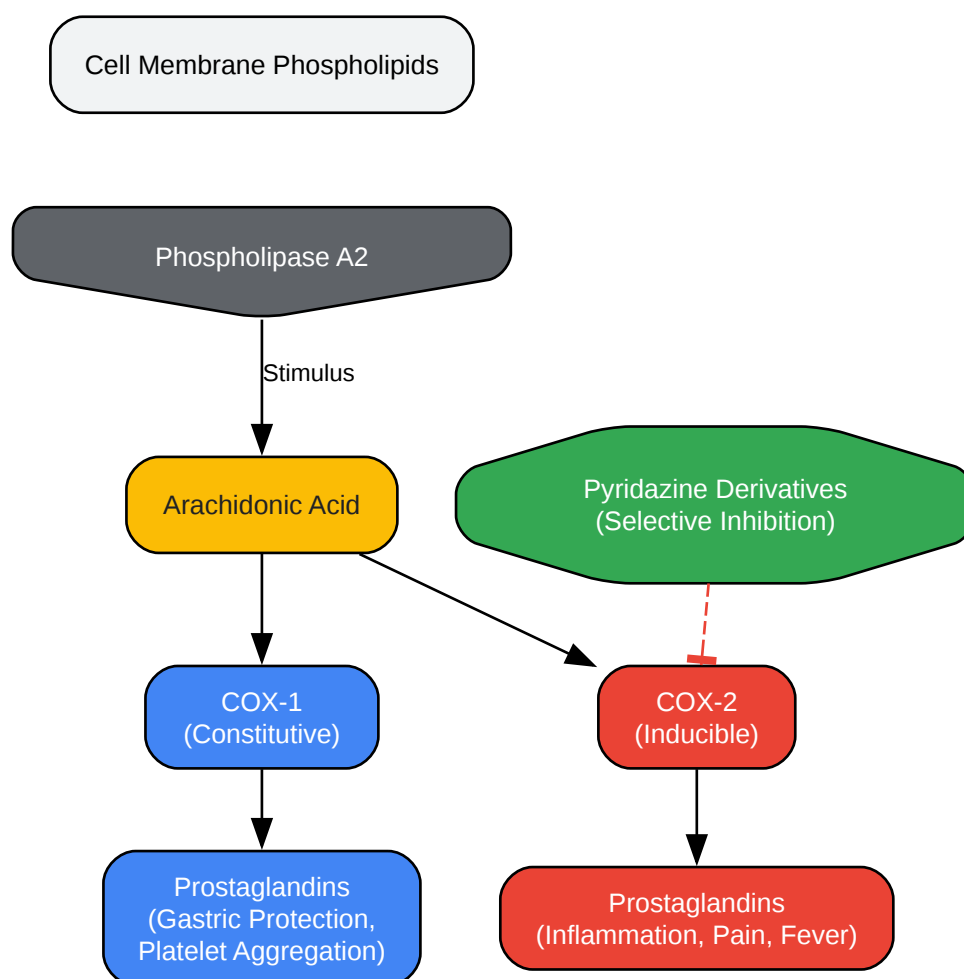 Cell Membrane Phospholipids
Phospholipase A2
Stimulus
Arachidonic Acid
Pyridazine Derivatives
(Selective Inhibition)
COX-1
(Constitutive)
COX-2
(Inducible)
Prostaglandins
(Gastric Protection,
Platelet Aggregation)
Prostaglandins
(Inflammation, Pain, Fever)